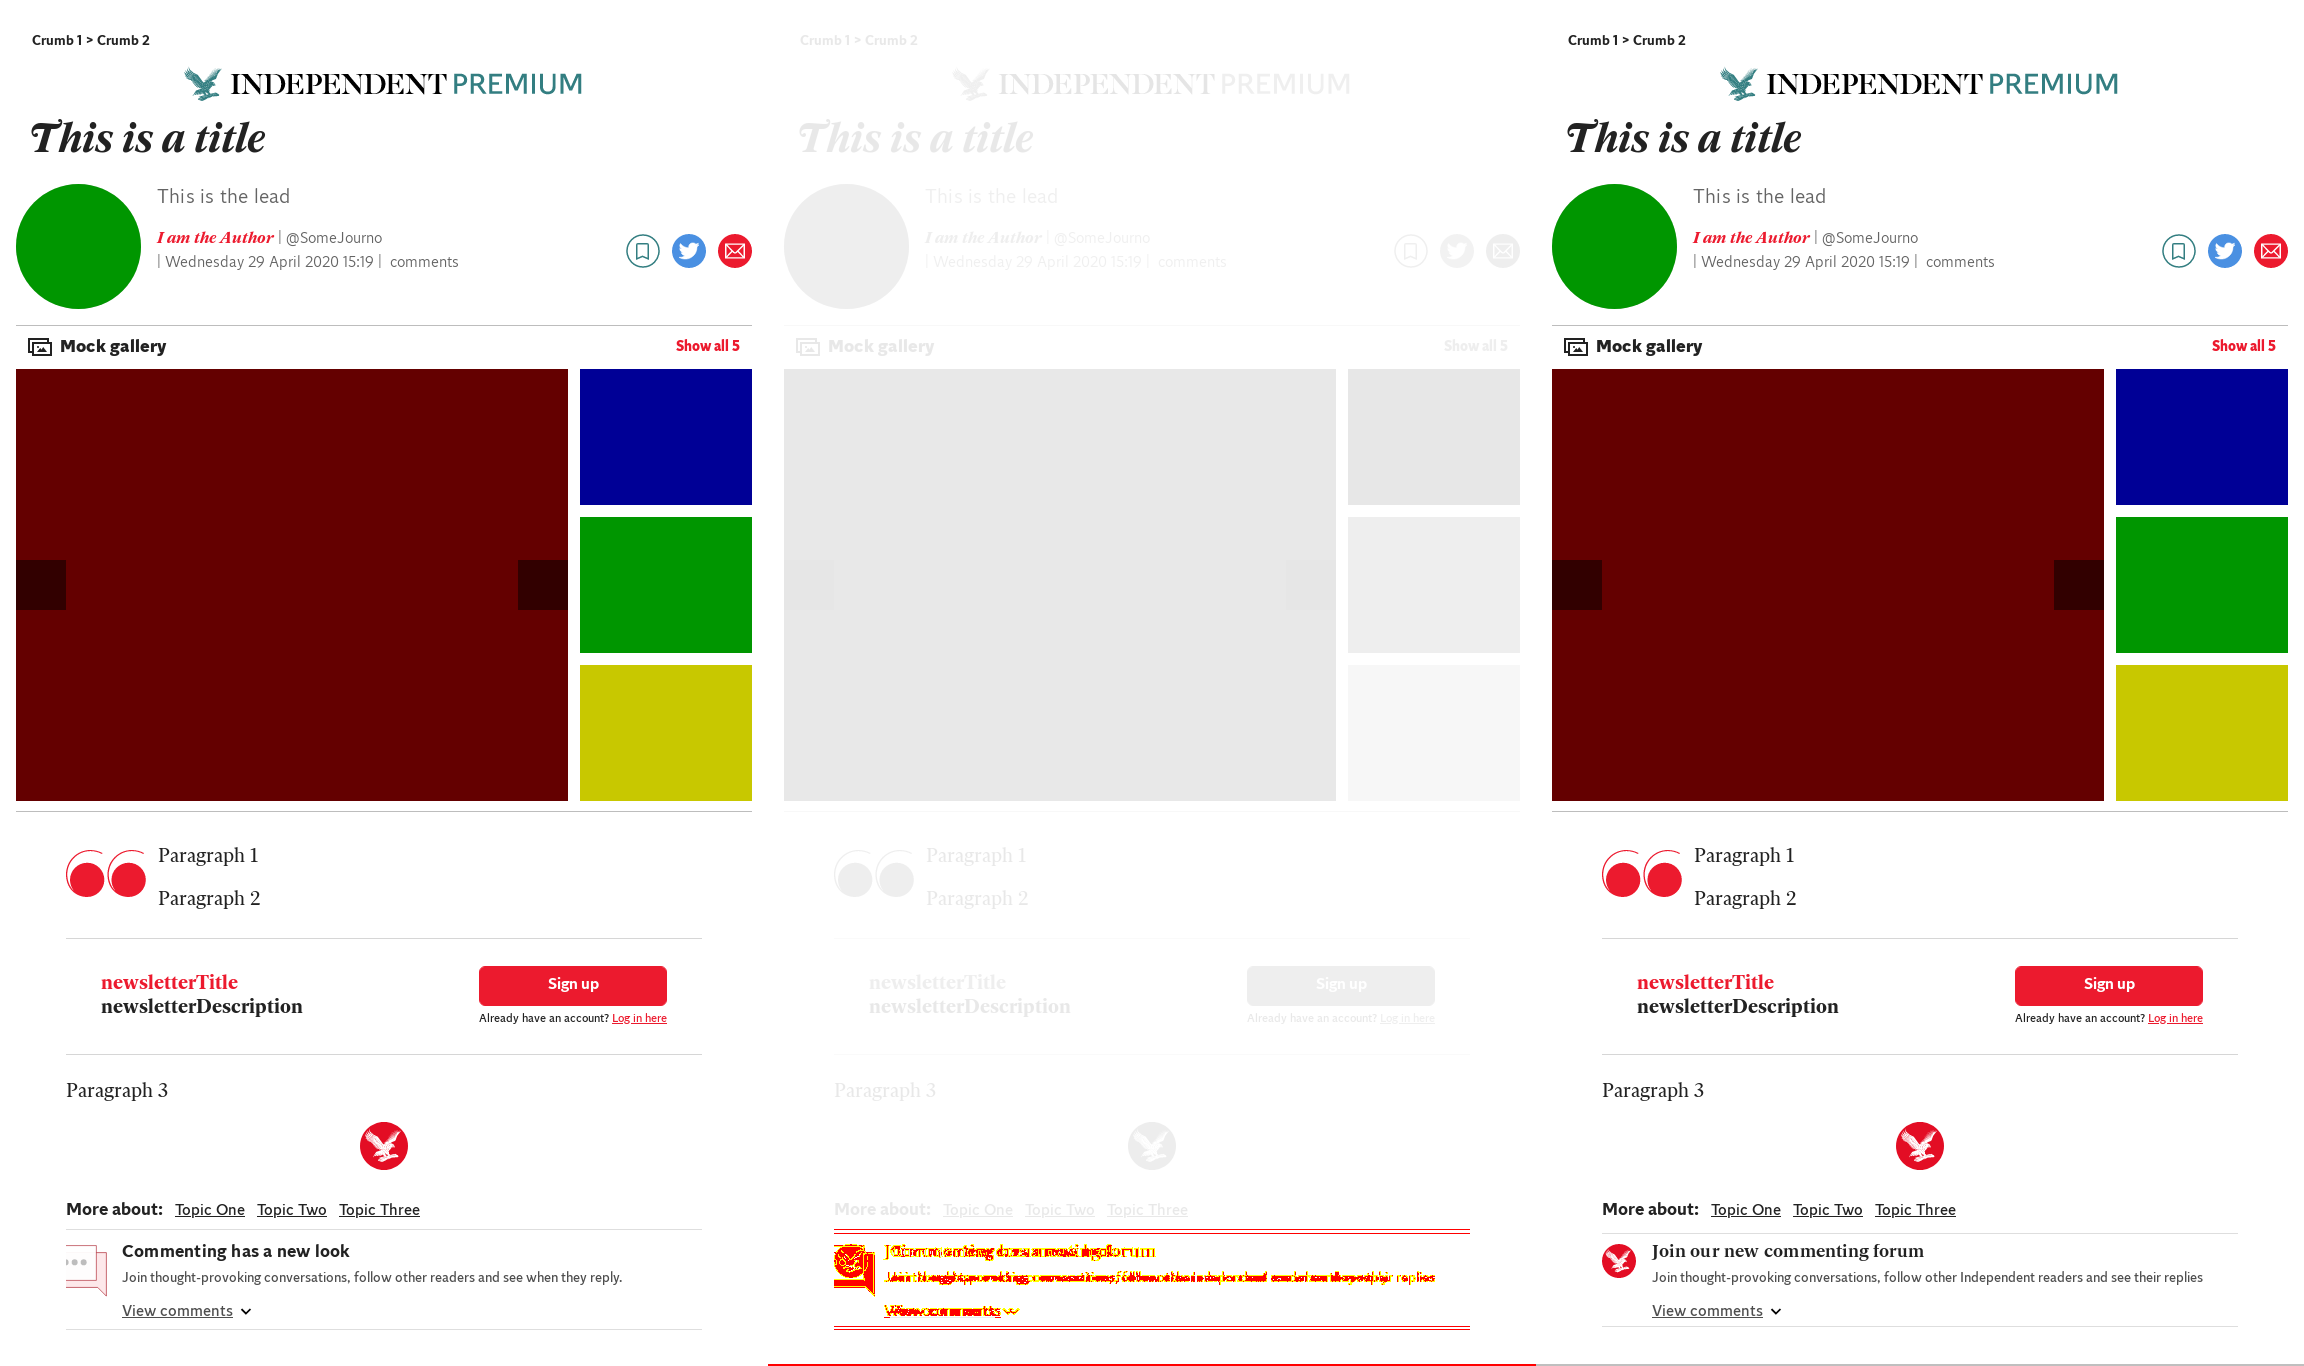 Crumb 1 > Crumb 2
INDEPENDENT PREMIUM
This is a title
This is the lead
I am the Author | @SomeJourno
| Wednesday 29 April 2020 15:19 | comments
Mock gallery
Show all 5
Paragraph 1
Paragraph 2
newsletterTitle
newsletterDescription
Sign up
Already have an account? Log in here
Paragraph 3
More about: Topic One Topic Two Topic Three
Commenting has a new look
Join thought-provoking conversations, follow other readers and see when they reply.
View comments
Crumb 1 > Crumb 2
INDEPENDENT PREMIUM
This is a title
This is the lead
I am the Author | @SomeJourno
| Wednesday 29 April 2020 15:19 | comments
Mock gallery
Show all 5
Paragraph 1
Paragraph 2
newsletterTitle
newsletterDescription
Sign up
Already have an account? Log in here
Paragraph 3
More about: Topic One Topic Two Topic Three
Crumb 1 > Crumb 2
INDEPENDENT PREMIUM
This is a title
This is the lead
I am the Author | @SomeJourno
| Wednesday 29 April 2020 15:19 | comments
Mock gallery
Show all 5
Paragraph 1
Paragraph 2
newsletterTitle
newsletterDescription
Sign up
Already have an account? Log in here
Paragraph 3
More about: Topic One Topic Two Topic Three
Join our new commenting forum
Join thought-provoking conversations, follow other Independent readers and see their replies
View comments